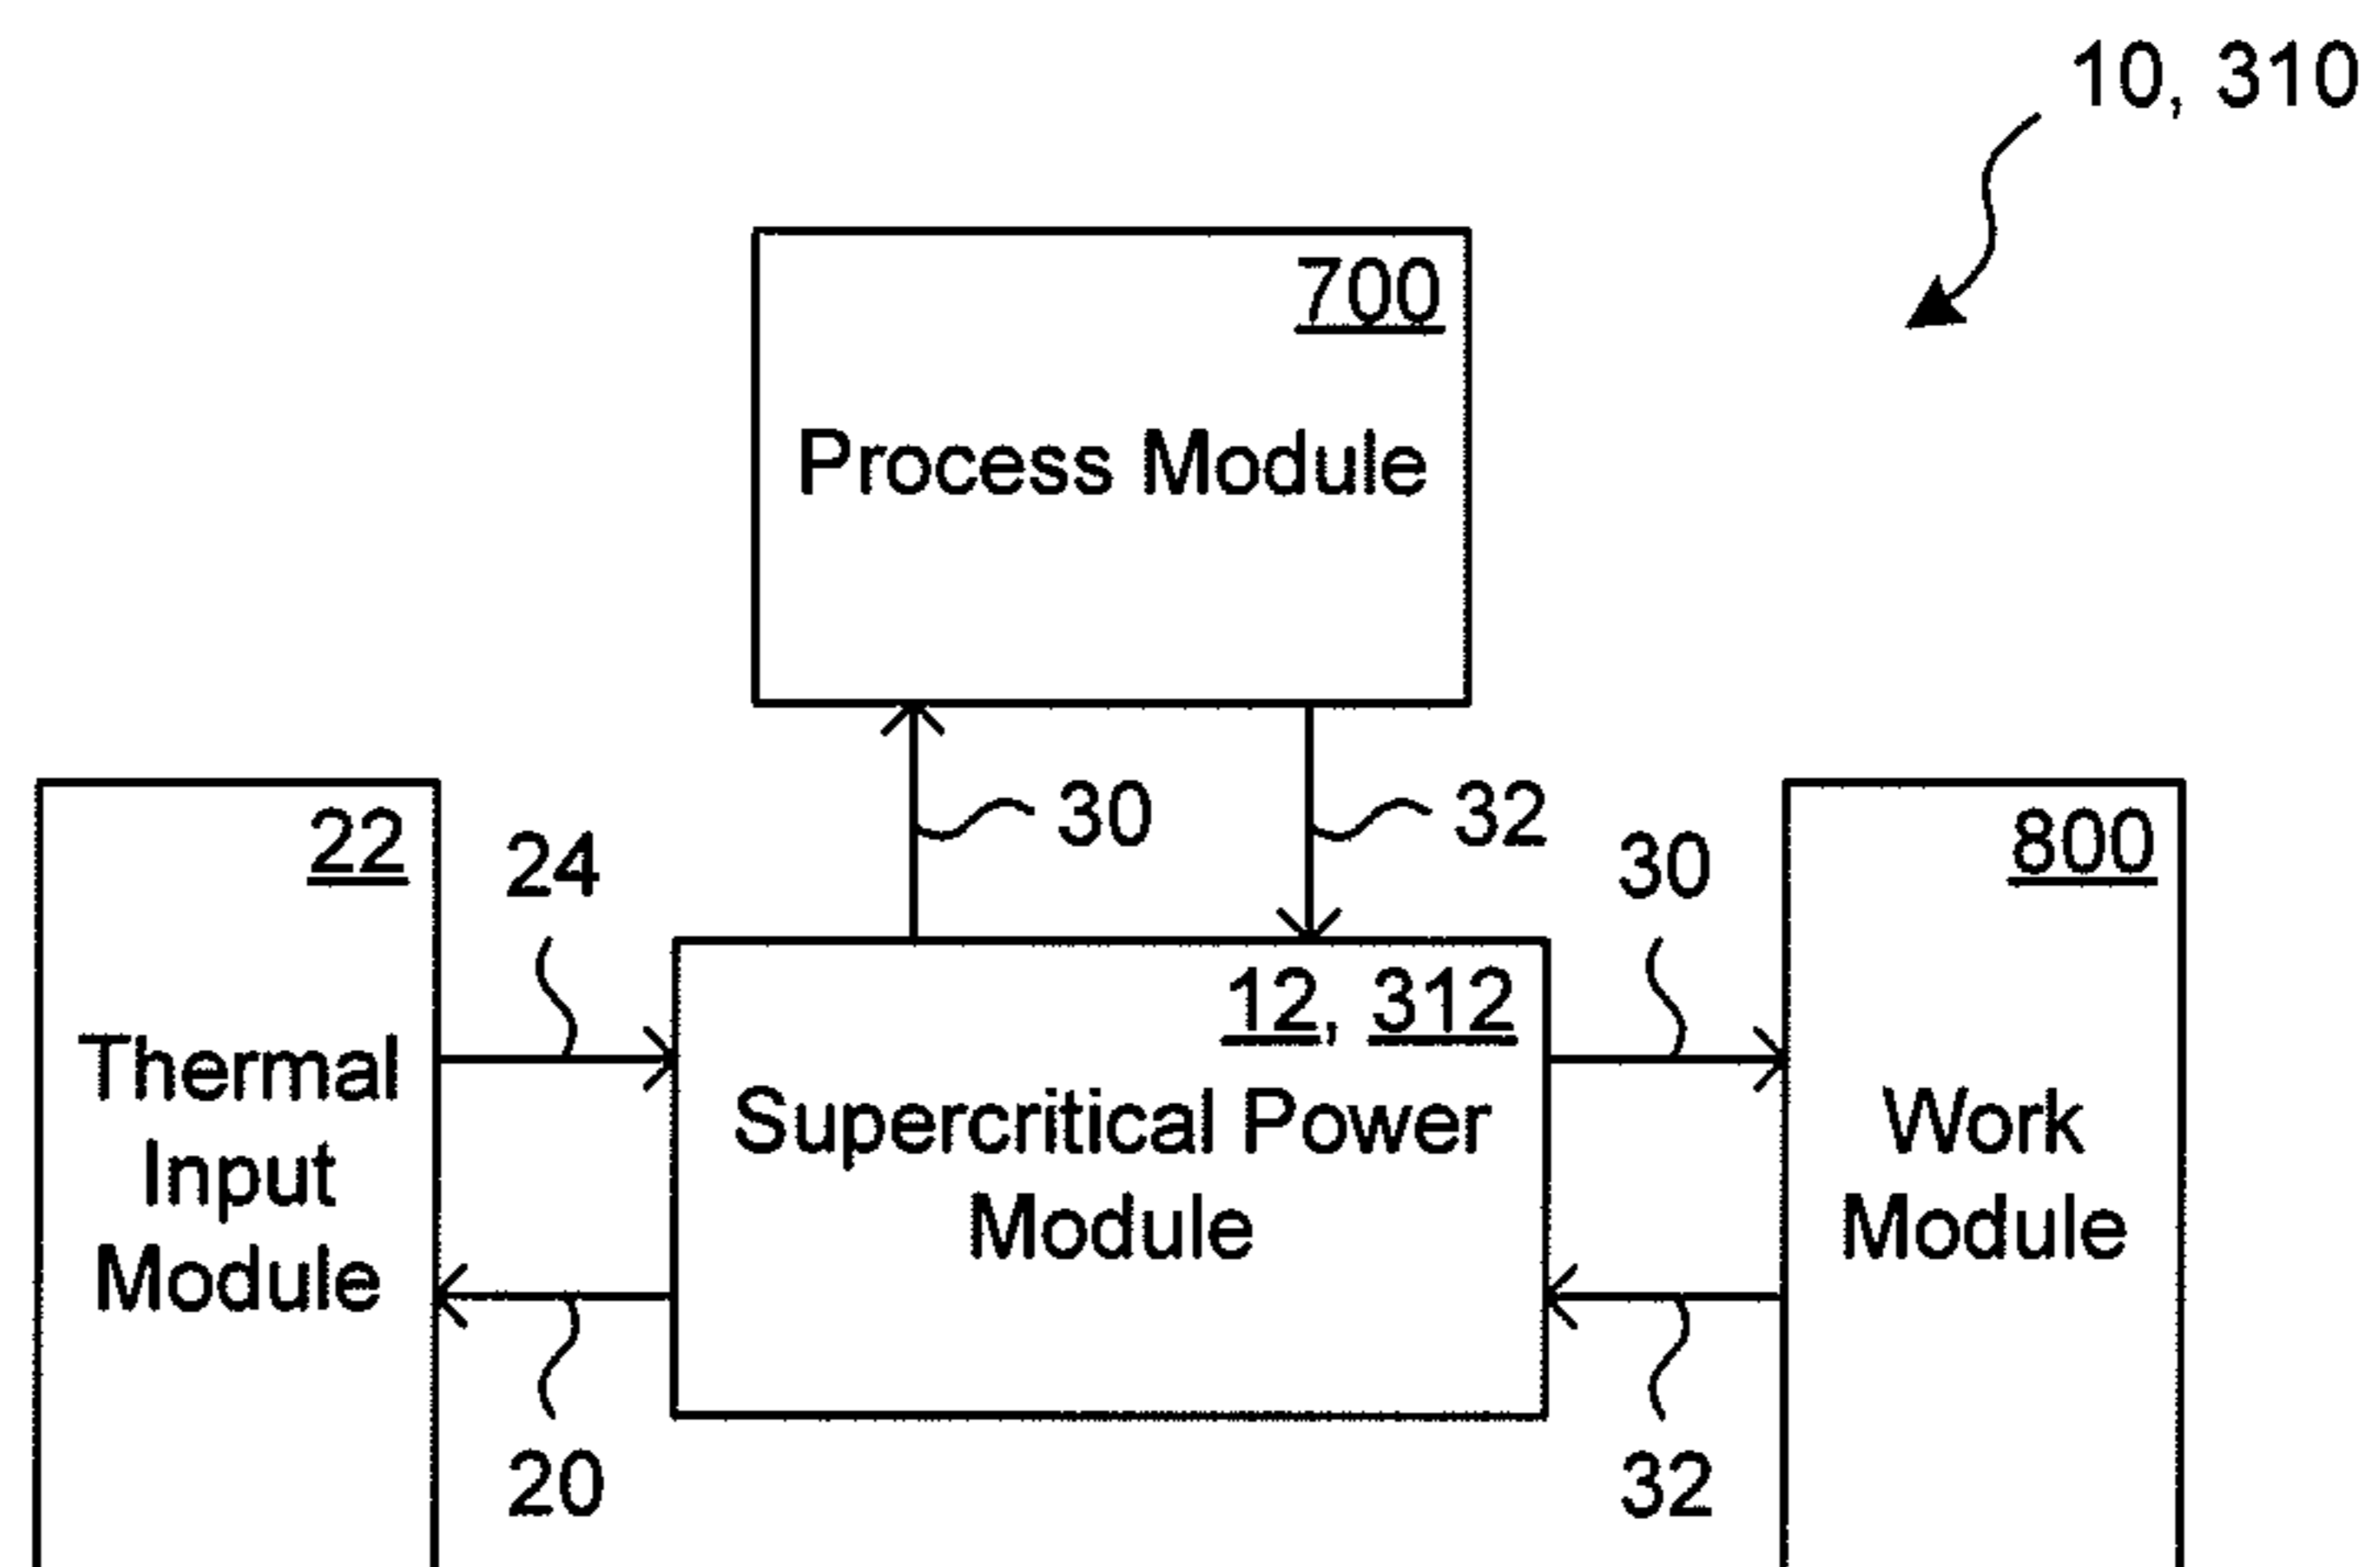 10, 310
700
Process Module
30
32
22
24
30
800
12, 312
Thermal
Input
Module
Supercritical Power
Module
Work
Module
20
32